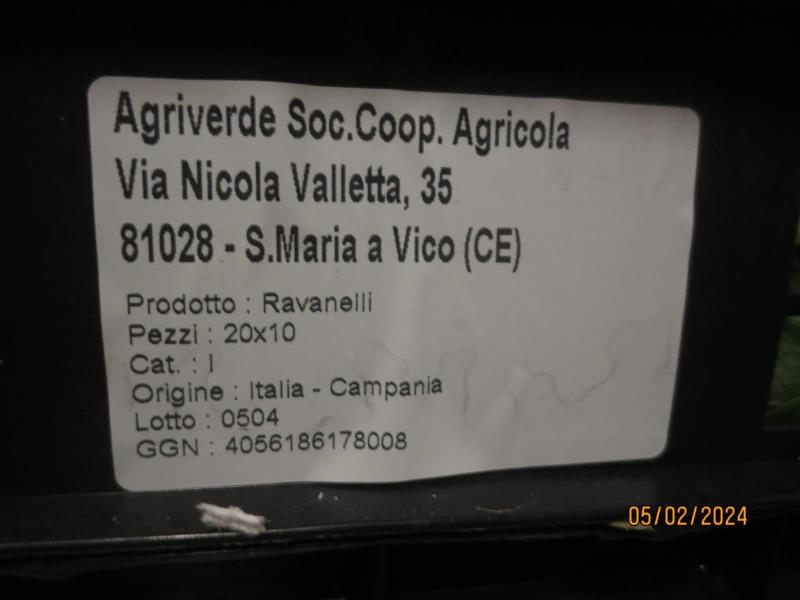 Agriverde Soc.Coop. Agricola
Via Nicola Valletta, 35
81028 - S.Maria a Vico (CE)
Prodotto : Ravanelli
Pezzi : 20x10
Cat. : I
Origine : Italia - Campania
Lotto : 0504
GGN : 4056186178008
05/02/2024